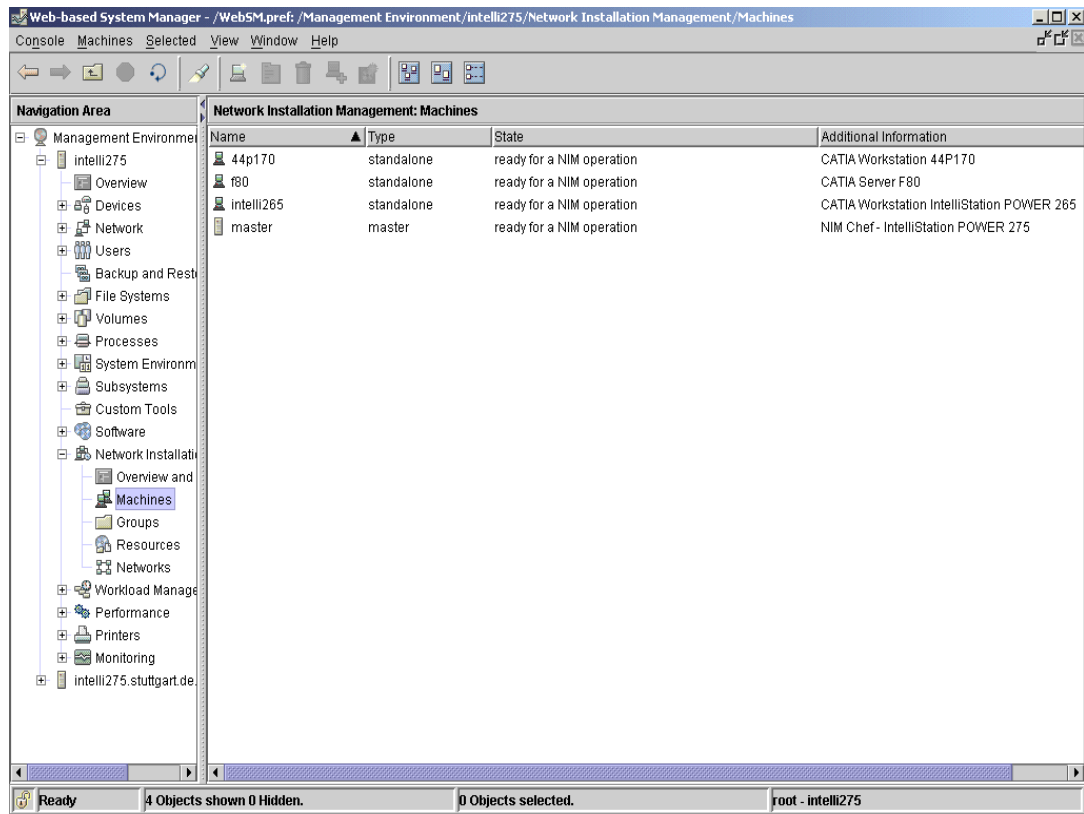 Web-based System Manager - /WebSM.pref: /Management Environment/intelli275/Network Installation Management/Machines
Console Machines Selected View Window Help
Navigation Area
Network Installation Management: Machines
Management Environmer
intelli275
Overview
Devices
Network
Users
Backup and Rest
File Systems
Volumes
Processes
System Environm
Subsystems
Custom Tools
Software
Network Installati
Overview and
Machines
Groups
Resources
Networks
Workload Manage
Performance
Printers
Monitoring
intelli275.stuttgart.de.
Name Type State Additional Information
44p170 standalone ready for a NIM operation CATIA Workstation 44P170
f80 standalone ready for a NIM operation CATIA Server F80
intelli265 standalone ready for a NIM operation CATIA Workstation IntelliStation POWER 265
master master ready for a NIM operation NIM Chef - IntelliStation POWER 275
Ready 4 Objects shown 0 Hidden. 0 Objects selected. root - intelli275